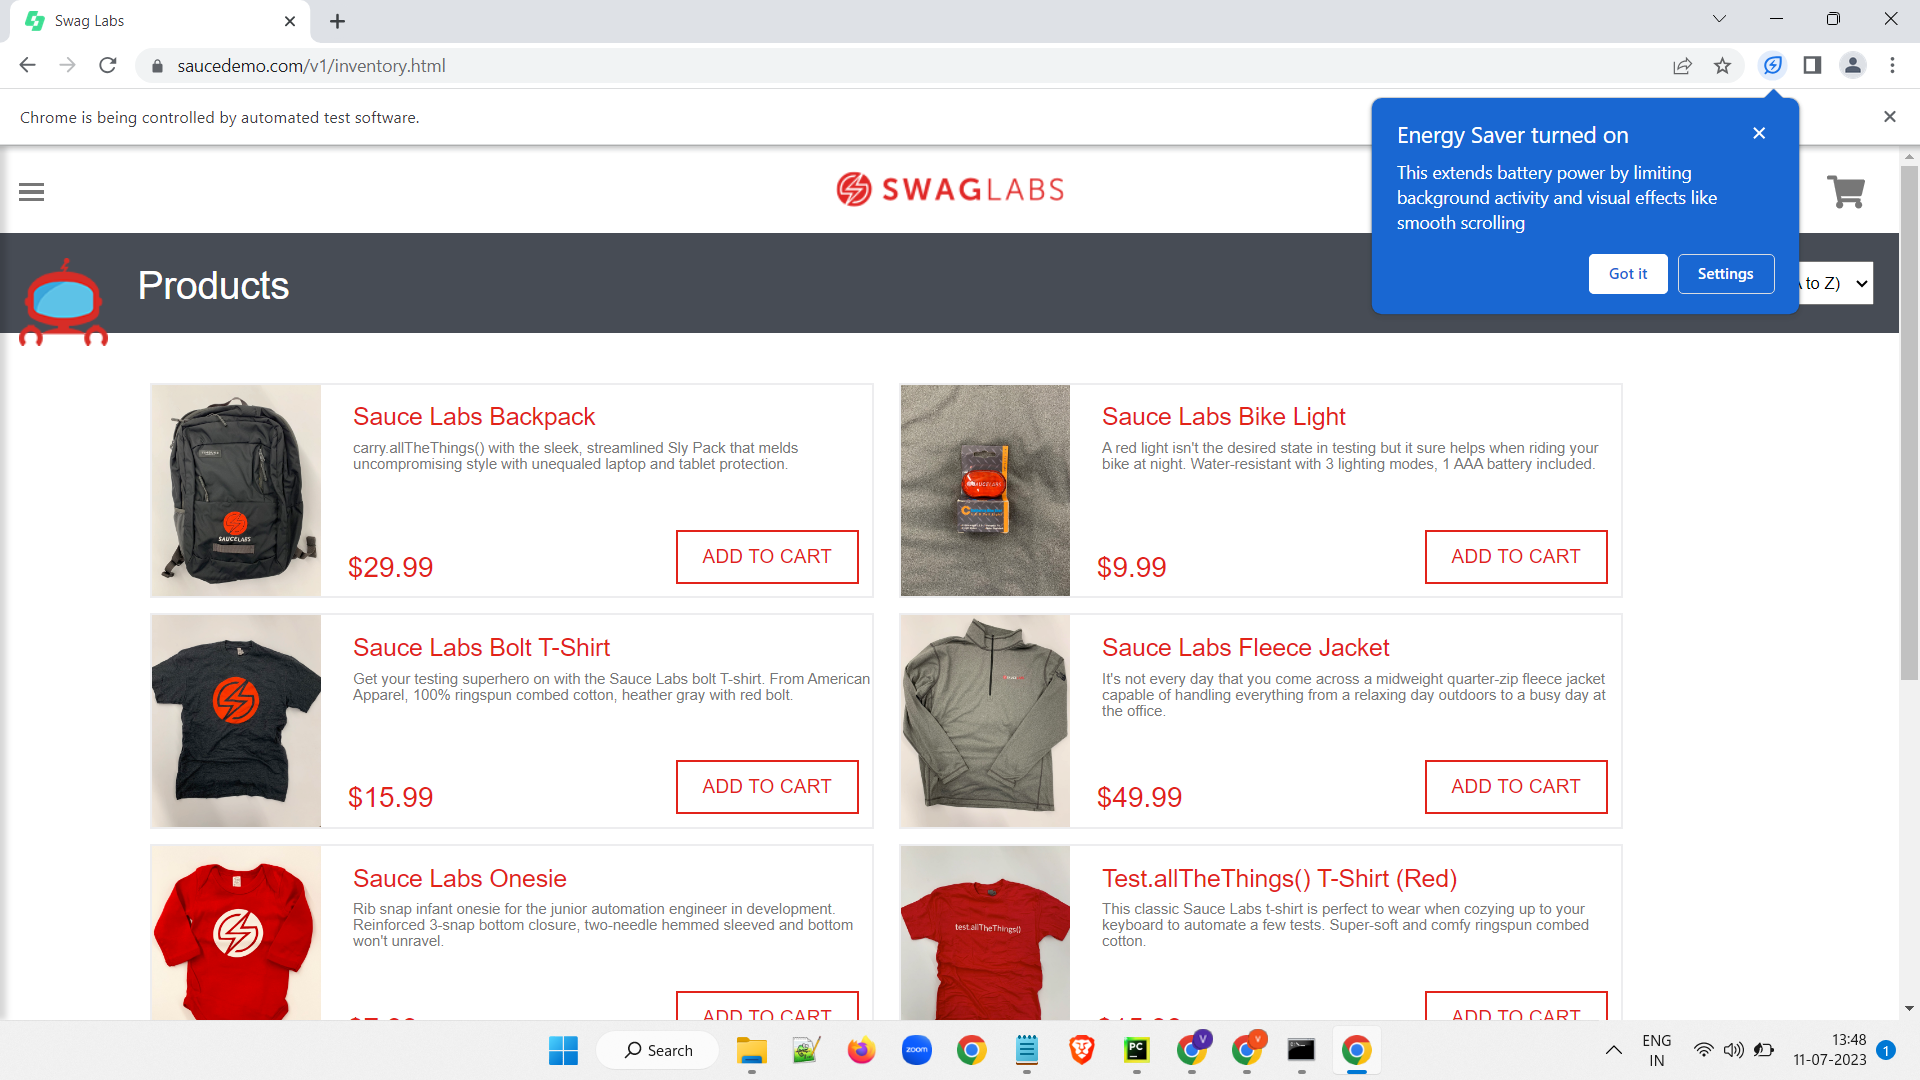 Swag Labs
saucedemo.com/v1/inventory.html
Chrome is being controlled by automated test software.
Energy Saver turned on
This extends battery power by limiting
background activity and visual effects like
smooth scrolling
Got it
Settings
SWAGLABS
Products
to Z)
Sauce Labs Backpack
carry.allTheThings() with the sleek, streamlined Sly Pack that melds
uncompromising style with unequaled laptop and tablet protection.
$29.99
ADD TO CART
SAUCELABS
Sauce Labs Bike Light
A red light isn't the desired state in testing but it sure helps when riding your
bike at night. Water-resistant with 3 lighting modes, 1 AAA battery included.
$9.99
ADD TO CART
SAUCELABS
Sauce Labs Bolt T-Shirt
Get your testing superhero on with the Sauce Labs bolt T-shirt. From American
Apparel, 100% ringspun combed cotton, heather gray with red bolt.
$15.99
ADD TO CART
Sauce Labs Fleece Jacket
It's not every day that you come across a midweight quarter-zip fleece jacket
capable of handling everything from a relaxing day outdoors to a busy day at
the office.
$49.99
ADD TO CART
Sauce Labs Onesie
Rib snap infant onesie for the junior automation engineer in development.
Reinforced 3-snap bottom closure, two-needle hemmed sleeved and bottom
won't unravel.
ADD TO CART
Test.allTheThings() T-Shirt (Red)
This classic Sauce Labs t-shirt is perfect to wear when cozying up to your
keyboard to automate a few tests. Super-soft and comfy ringspun combed
cotton.
test.allTheThings()
ADD TO CART
Search
zoom
PC
V
V
ENG
IN
13:48
11-07-2023
1